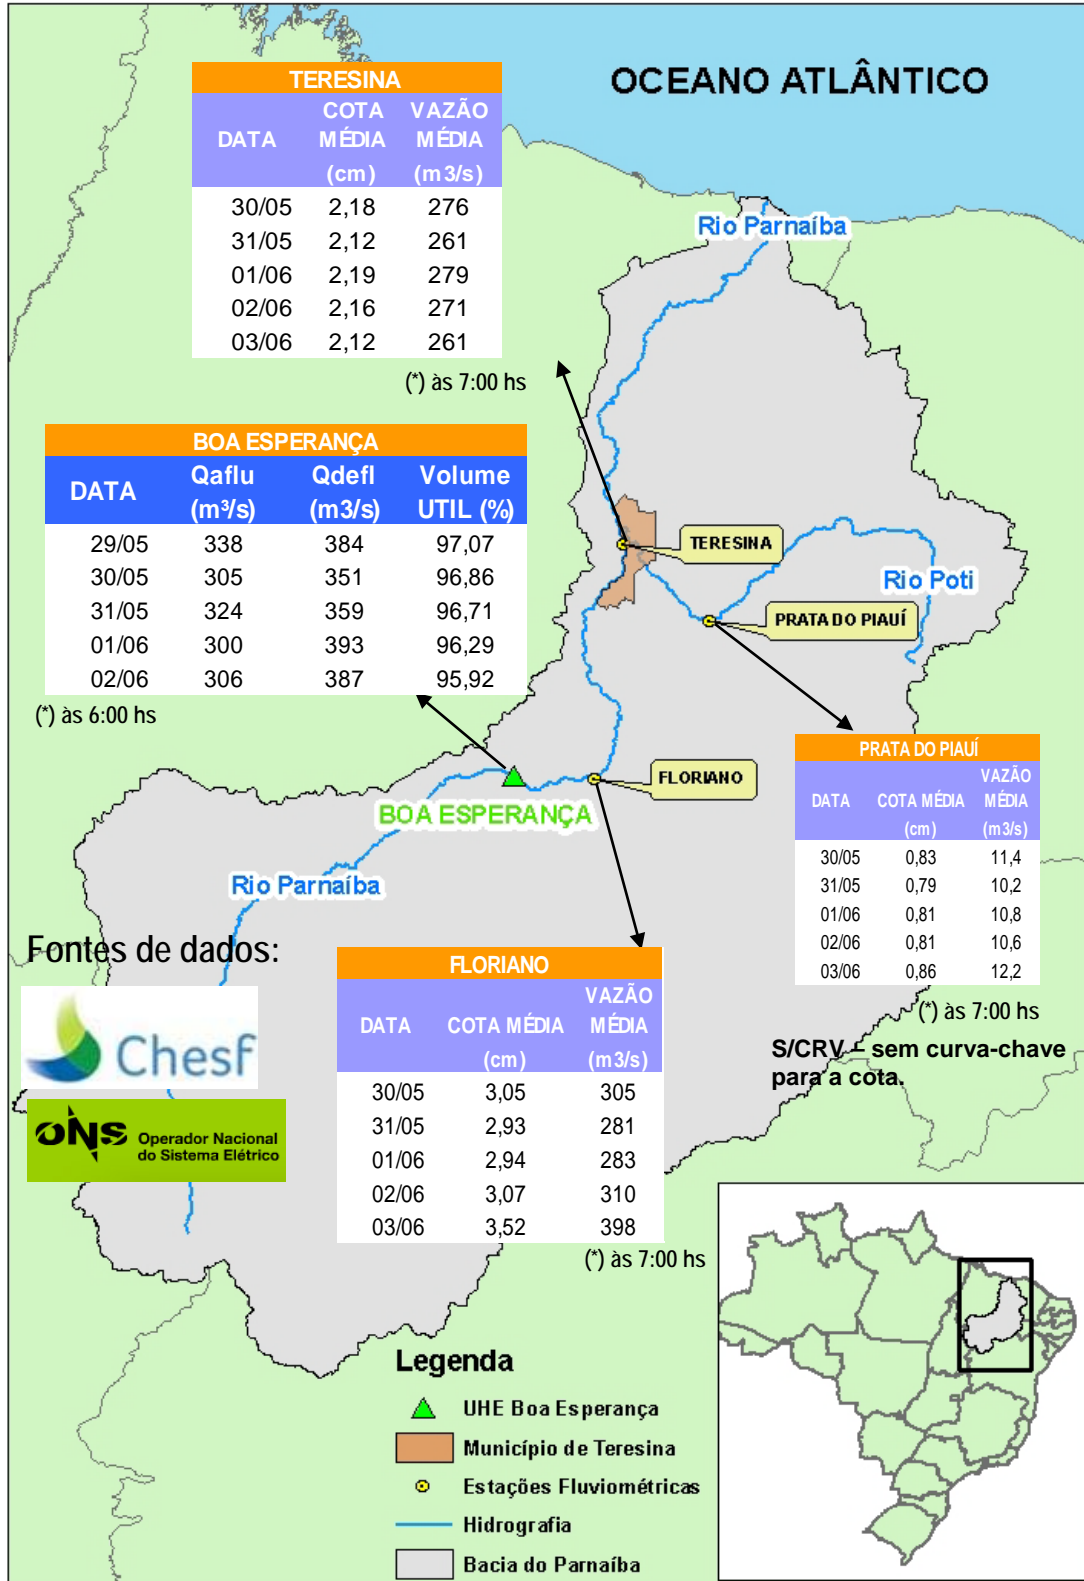 OCEANO ATLÂNTICO
TERESINA
DATA COTA MÉDIA (cm) VAZÃO MÉDIA (m3/s)
30/05 2,18 276
31/05 2,12 261
01/06 2,19 279
02/06 2,16 271
03/06 2,12 261
(*) às 7:00 hs
Rio Parnaíba
BOA ESPERANÇA
DATA Qaflu (m³/s) Qdefl (m3/s) Volume UTIL (%)
29/05 338 384 97,07
30/05 305 351 96,86
31/05 324 359 96,71
01/06 300 393 96,29
02/06 306 387 95,92
(*) às 6:00 hs
TERESINA
Rio Poti
PRATA DO PIAUÍ
FLORIANO
BOA ESPERANÇA
Rio Parnaíba
PRATA DO PIAUÍ
DATA COTA MÉDIA (cm) VAZÃO MÉDIA (m3/s)
30/05 0,83 11,4
31/05 0,79 10,2
01/06 0,81 10,8
02/06 0,81 10,6
03/06 0,86 12,2
(*) às 7:00 hs
S/CRV – sem curva-chave
para a cota.
Fontes de dados:
Chesf
ONS Operador Nacional
do Sistema Elétrico
FLORIANO
DATA COTA MÉDIA (cm) VAZÃO MÉDIA (m3/s)
30/05 3,05 305
31/05 2,93 281
01/06 2,94 283
02/06 3,07 310
03/06 3,52 398
(*) às 7:00 hs
Legenda
UHE Boa Esperança
Município de Teresina
Estações Fluviométricas
Hidrografia
Bacia do Parnaíba